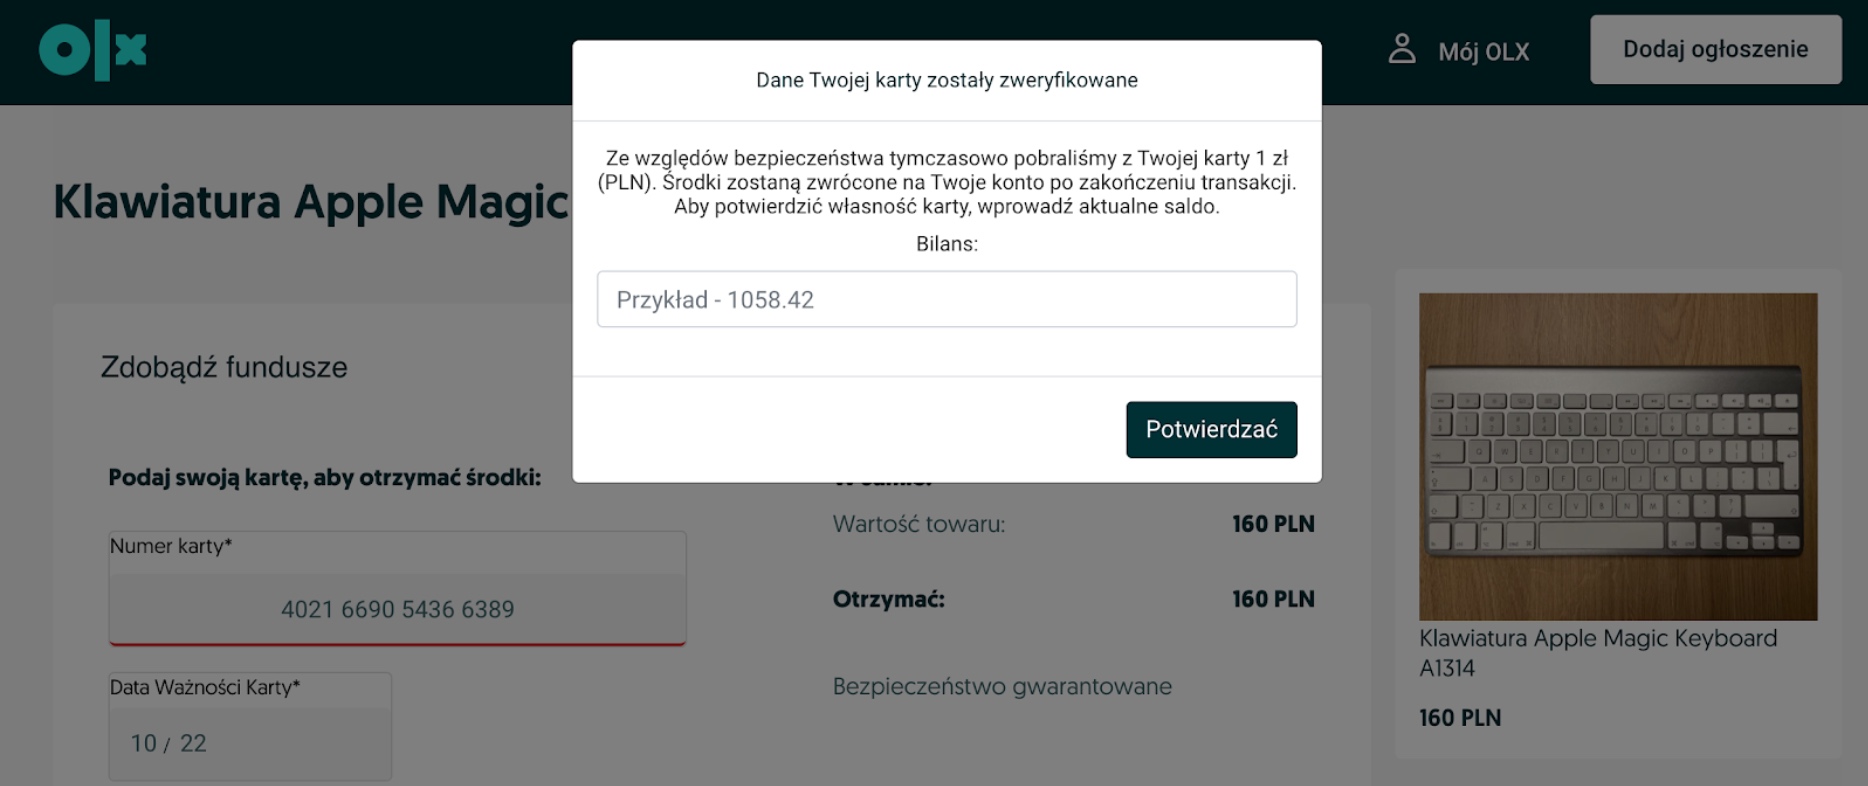 olx
Mój OLX
Dodaj ogłoszenie
Dane Twojej karty zostały zweryfikowane
Ze względów bezpieczeństwa tymczasowo pobraliśmy z Twojej karty 1 zł
(PLN). Środki zostaną zwrócone na Twoje konto po zakończeniu transakcji.
Aby potwierdzić własność karty, wprowadź aktualne saldo.
Bilans:
Przykład - 1058.42
Potwierdzać
Klawiatura Apple Magic
Zdobądź fundusze
Podaj swoją kartę, aby otrzymać środki:
Numer karty*
4021 6690 5436 6389
Data Ważności Karty*
10 / 22
Wartość towaru:
160 PLN
Otrzymać:
160 PLN
Bezpieczeństwo gwarantowane
Klawiatura Apple Magic Keyboard
A1314
160 PLN